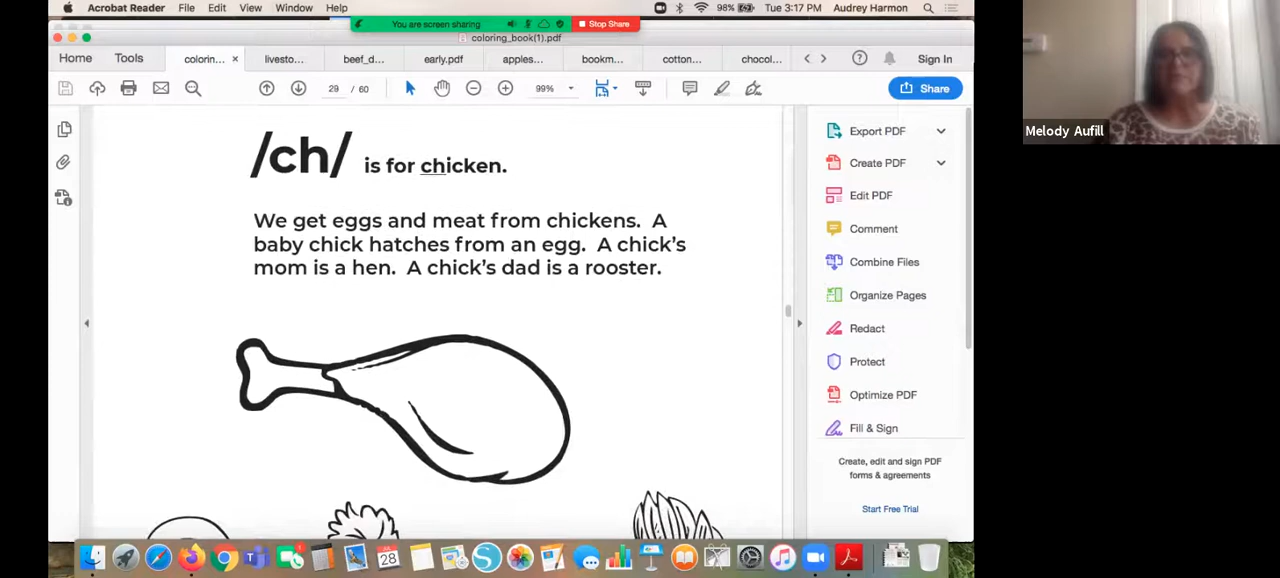 Acrobat Reader File Edit View Window Help
98% Tue 3:17 PM Audrey Harmon
You are screen sharing Stop Share
coloring_book(1).pdf
Home Tools colorin... livesto... beef_d... early.pdf apples... bookm... cotton... chocol... Sign In
29 / 60 99% Share
/ch/ is for chicken.
We get eggs and meat from chickens. A
baby chick hatches from an egg. A chick's
mom is a hen. A chick's dad is a rooster.
Export PDF
Create PDF
Edit PDF
Comment
Combine Files
Organize Pages
Redact
Protect
Optimize PDF
Fill & Sign
Create, edit and sign PDF
forms & agreements
Start Free Trial
Melody Aufill
28